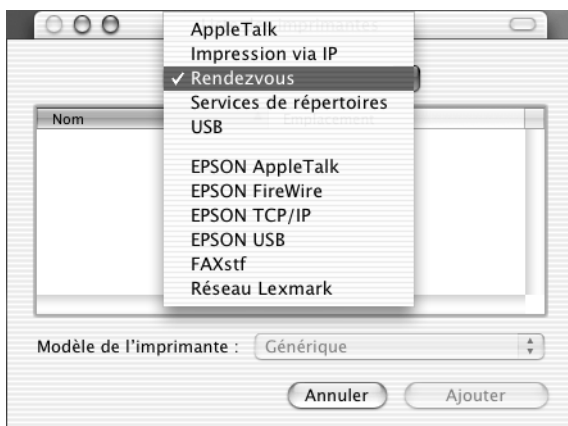 AppleTalk
Impression via IP
✓ Rendezvous
Services de répertoires
USB
EPSON AppleTalk
EPSON FireWire
EPSON TCP/IP
EPSON USB
FAXstf
Réseau Lexmark
Nom
Emplacement
Modèle de l'imprimante : Générique
Annuler Ajouter